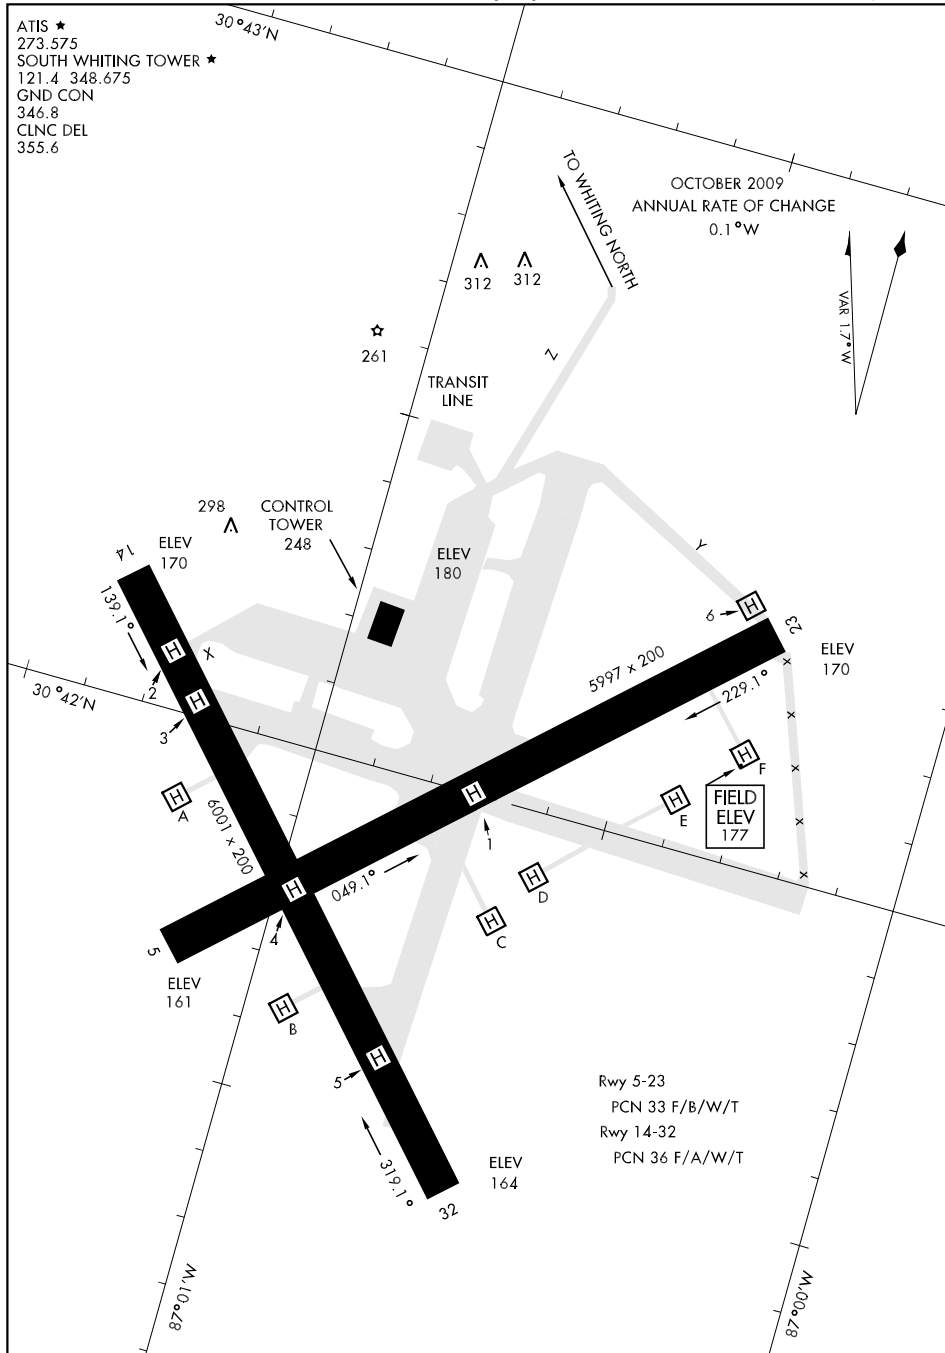 ATIS ★
273.575
SOUTH WHITING TOWER ★
121.4 348.675
GND CON
346.8
CLNC DEL
355.6
30°43'N
TO WHITING NORTH
OCTOBER 2009
ANNUAL RATE OF CHANGE
0.1°W
VAR 1.7°W
312
312
261
Z
TRANSIT
LINE
298
CONTROL
TOWER
248
ELEV
180
Y
14
ELEV
170
139.1°
H
X
2
H
3
30°42'N
H
A
6001 x 200
6
H
23
ELEV
170
5997 x 200
229.1°
x
x
x
x
x
H
F
FIELD
ELEV
177
H
E
H
1
H
D
H
C
049.1°
H
4
5
ELEV
161
H
B
H
5
319.1°
32
ELEV
164
Rwy 5-23
PCN 33 F/B/W/T
Rwy 14-32
PCN 36 F/A/W/T
87°01'W
87°00'W